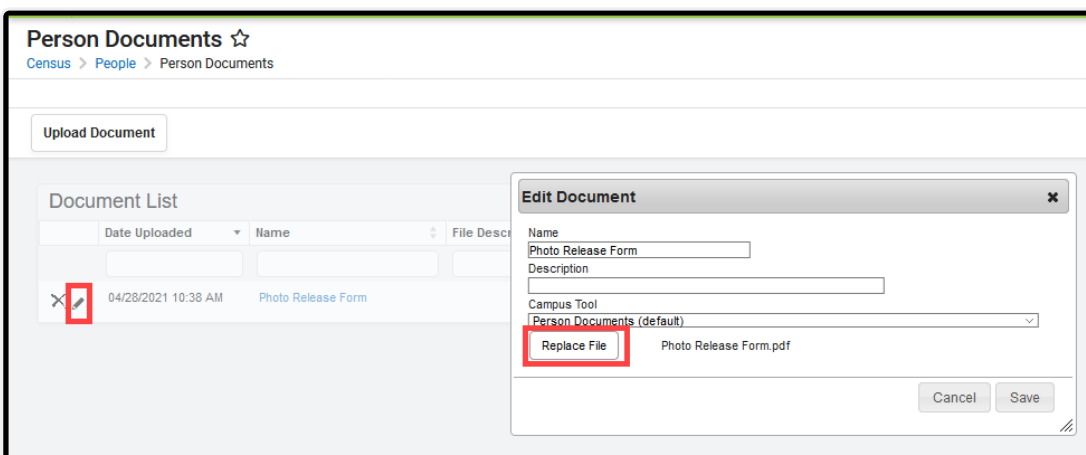 Person Documents
Census > People > Person Documents
Upload Document
Document List
Date Uploaded Name File Descr
04/28/2021 10:38 AM Photo Release Form
Edit Document
Name
Photo Release Form
Description
Campus Tool
Person Documents (default)
Replace File Photo Release Form.pdf
Cancel Save